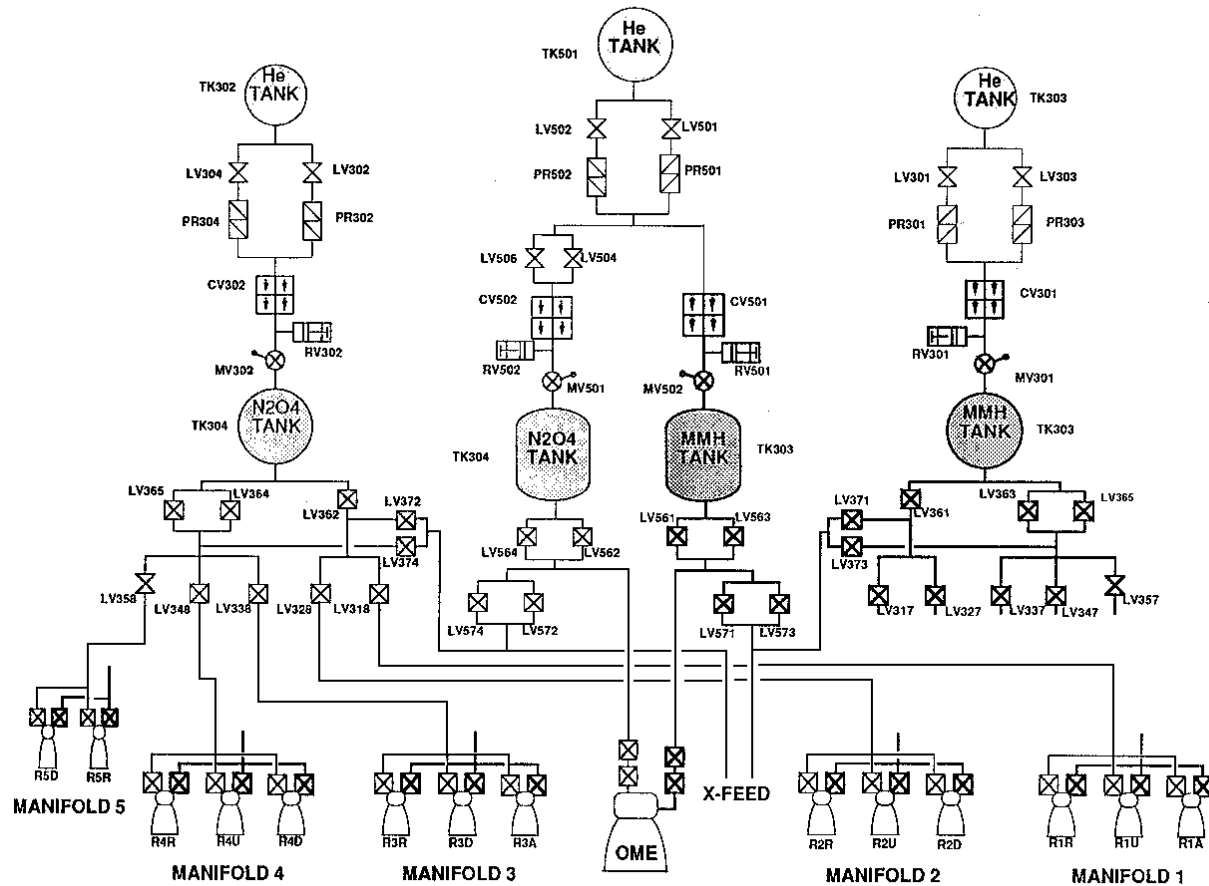 He
TANK
TK501
He
TANK
TK302
He
TANK
TK303
LV502
LV501
PR502
PR501
LV304
LV302
PR304
PR302
LV301
LV303
PR301
PR303
LV506
LV504
CV302
CV502
CV501
CV301
RV302
RV502
RV501
RV301
MV302
MV501
MV502
MV301
N2O4
TANK
TK304
N2O4
TANK
TK304
MMH
TANK
TK303
MMH
TANK
TK303
LV365
LV364
LV362
LV372
LV374
LV564
LV562
LV561
LV563
LV371
LV373
LV361
LV363
LV365
LV358
LV348
LV338
LV328
LV318
LV574
LV572
LV571
LV573
LV317
LV327
LV337
LV347
LV357
R5D
R5R
MANIFOLD 5
R4R
R4U
R4D
MANIFOLD 4
R3R
R3D
R3A
MANIFOLD 3
OME
X-FEED
R2R
R2U
R2D
MANIFOLD 2
R1R
R1U
R1A
MANIFOLD 1